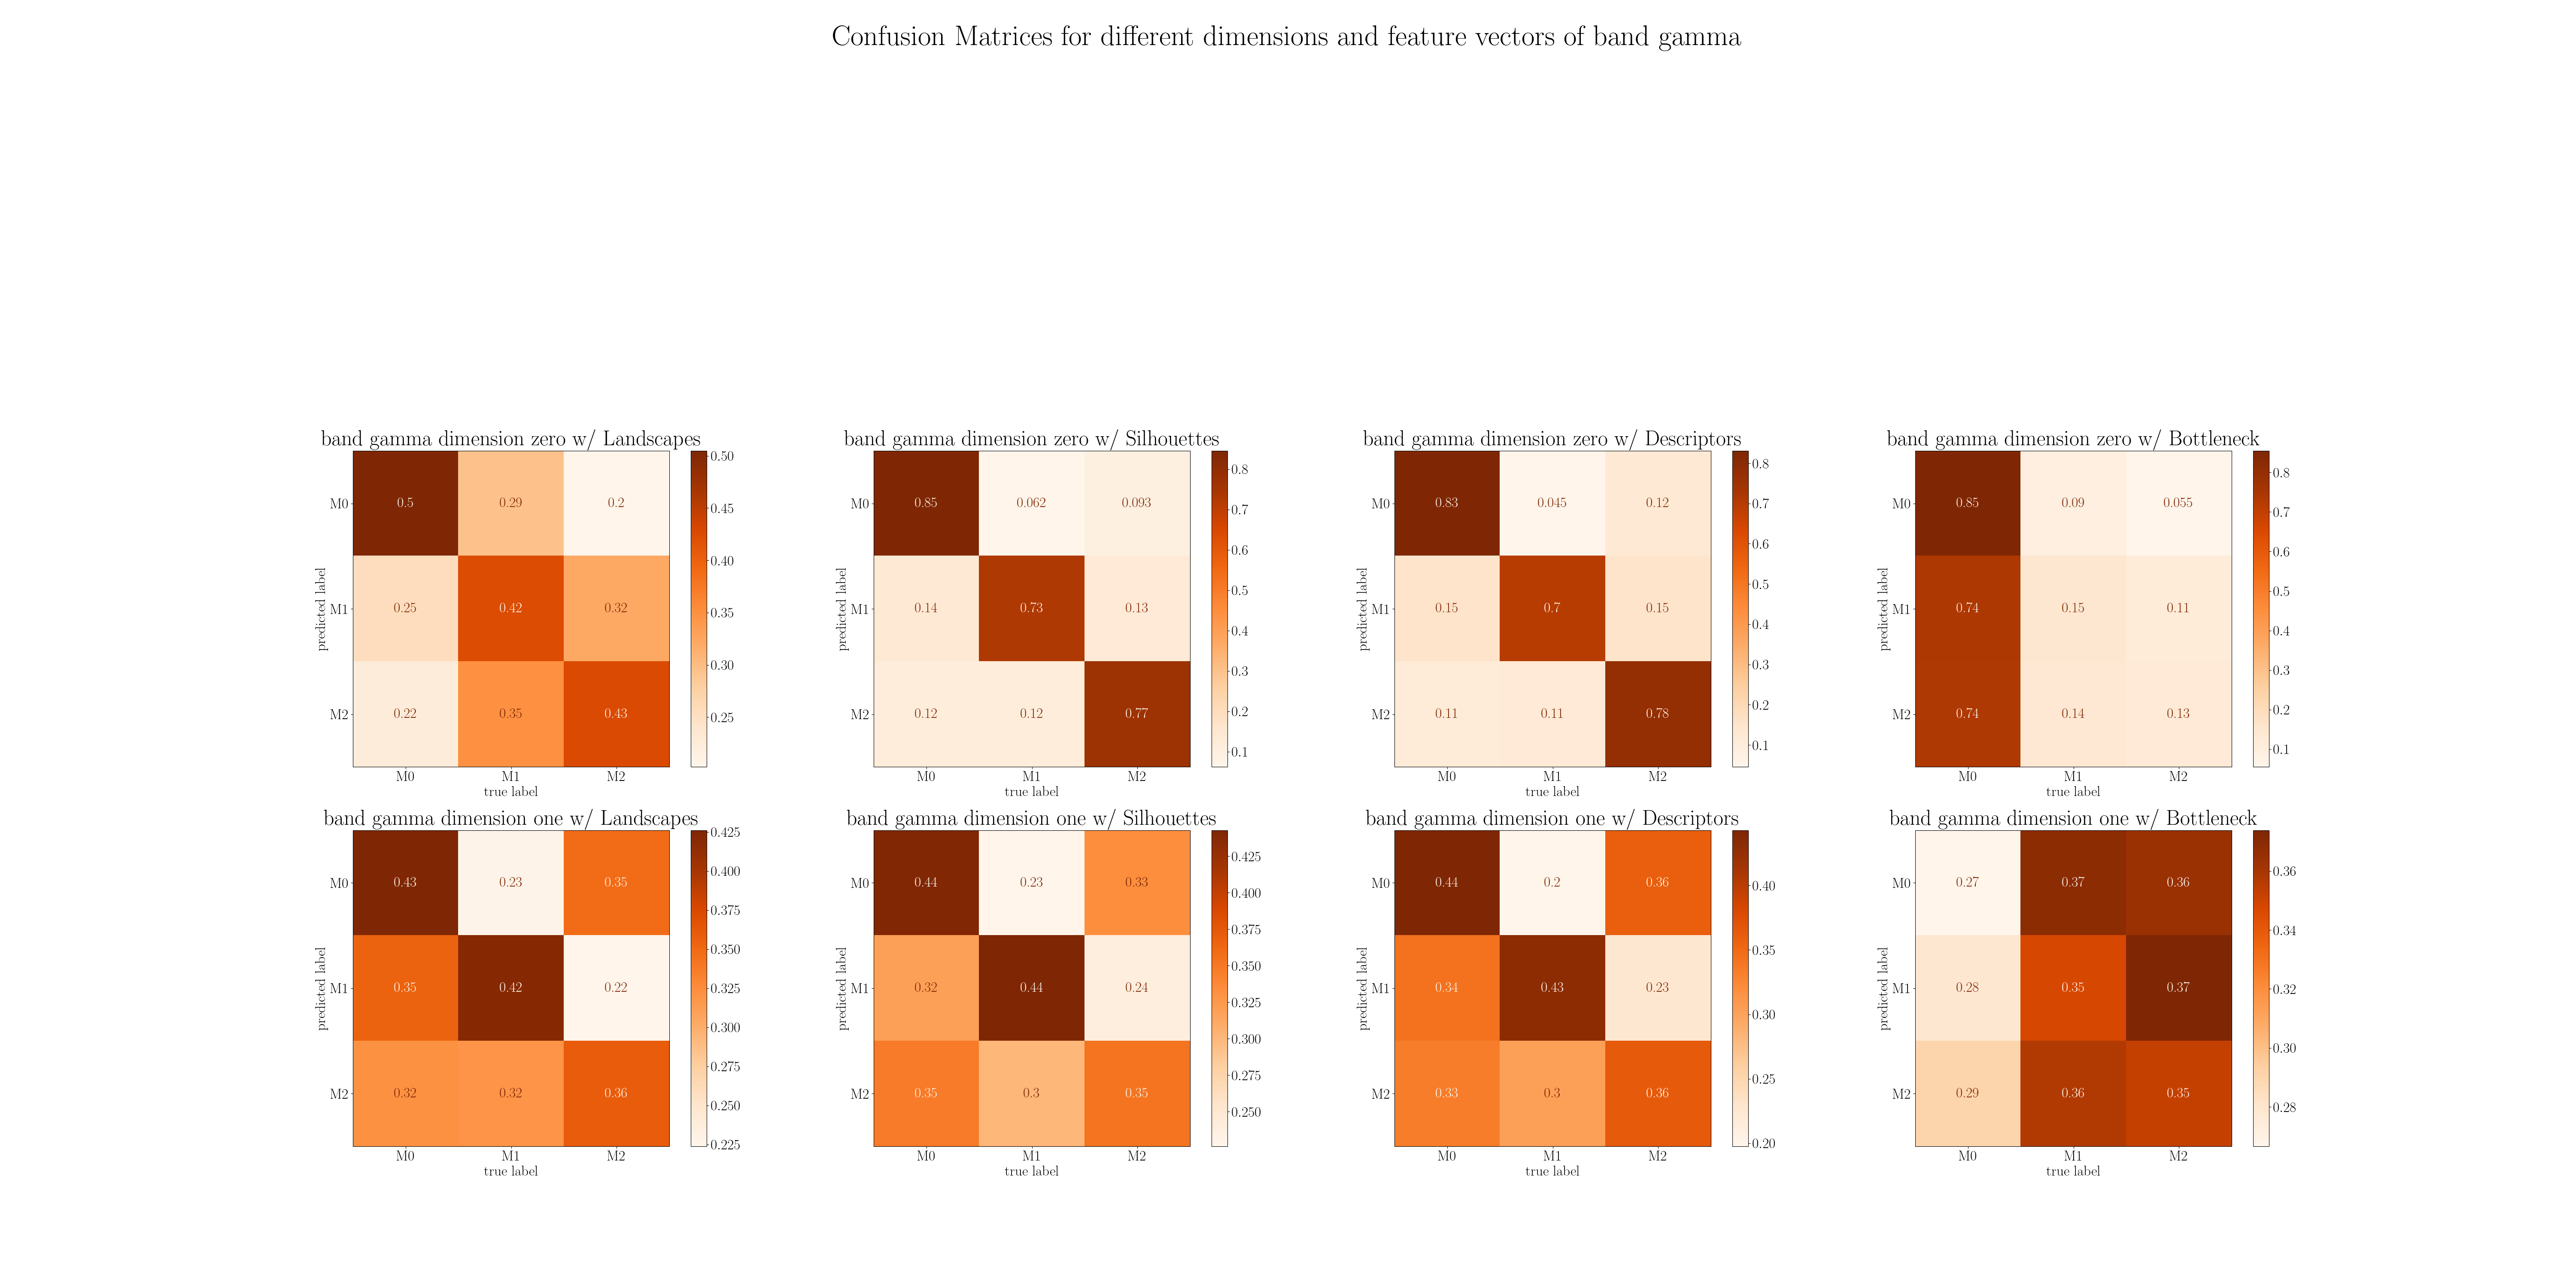 Confusion Matrices for different dimensions and feature vectors of band gamma
band gamma dimension zero w/ Landscapes
predicted label
M0 0.5 0.29 0.2
M1 0.25 0.42 0.32
M2 0.22 0.35 0.43
M0 M1 M2
true label
0.50
0.45
0.40
0.35
0.30
0.25
band gamma dimension zero w/ Silhouettes
predicted label
M0 0.85 0.062 0.093
M1 0.14 0.73 0.13
M2 0.12 0.12 0.77
M0 M1 M2
true label
0.8
0.7
0.6
0.5
0.4
0.3
0.2
0.1
band gamma dimension zero w/ Descriptors
predicted label
M0 0.83 0.045 0.12
M1 0.15 0.7 0.15
M2 0.11 0.11 0.78
M0 M1 M2
true label
0.8
0.7
0.6
0.5
0.4
0.3
0.2
0.1
band gamma dimension zero w/ Bottleneck
predicted label
M0 0.85 0.09 0.055
M1 0.74 0.15 0.11
M2 0.74 0.14 0.13
M0 M1 M2
true label
0.8
0.7
0.6
0.5
0.4
0.3
0.2
0.1
band gamma dimension one w/ Landscapes
predicted label
M0 0.43 0.23 0.35
M1 0.35 0.42 0.22
M2 0.32 0.32 0.36
M0 M1 M2
true label
0.425
0.400
0.375
0.350
0.325
0.300
0.275
0.250
0.225
band gamma dimension one w/ Silhouettes
predicted label
M0 0.44 0.23 0.33
M1 0.32 0.44 0.24
M2 0.35 0.3 0.35
M0 M1 M2
true label
0.425
0.400
0.375
0.350
0.325
0.300
0.275
0.250
band gamma dimension one w/ Descriptors
predicted label
M0 0.44 0.2 0.36
M1 0.34 0.43 0.23
M2 0.33 0.3 0.36
M0 M1 M2
true label
0.40
0.35
0.30
0.25
0.20
band gamma dimension one w/ Bottleneck
predicted label
M0 0.27 0.37 0.36
M1 0.28 0.35 0.37
M2 0.29 0.36 0.35
M0 M1 M2
true label
0.36
0.34
0.32
0.30
0.28